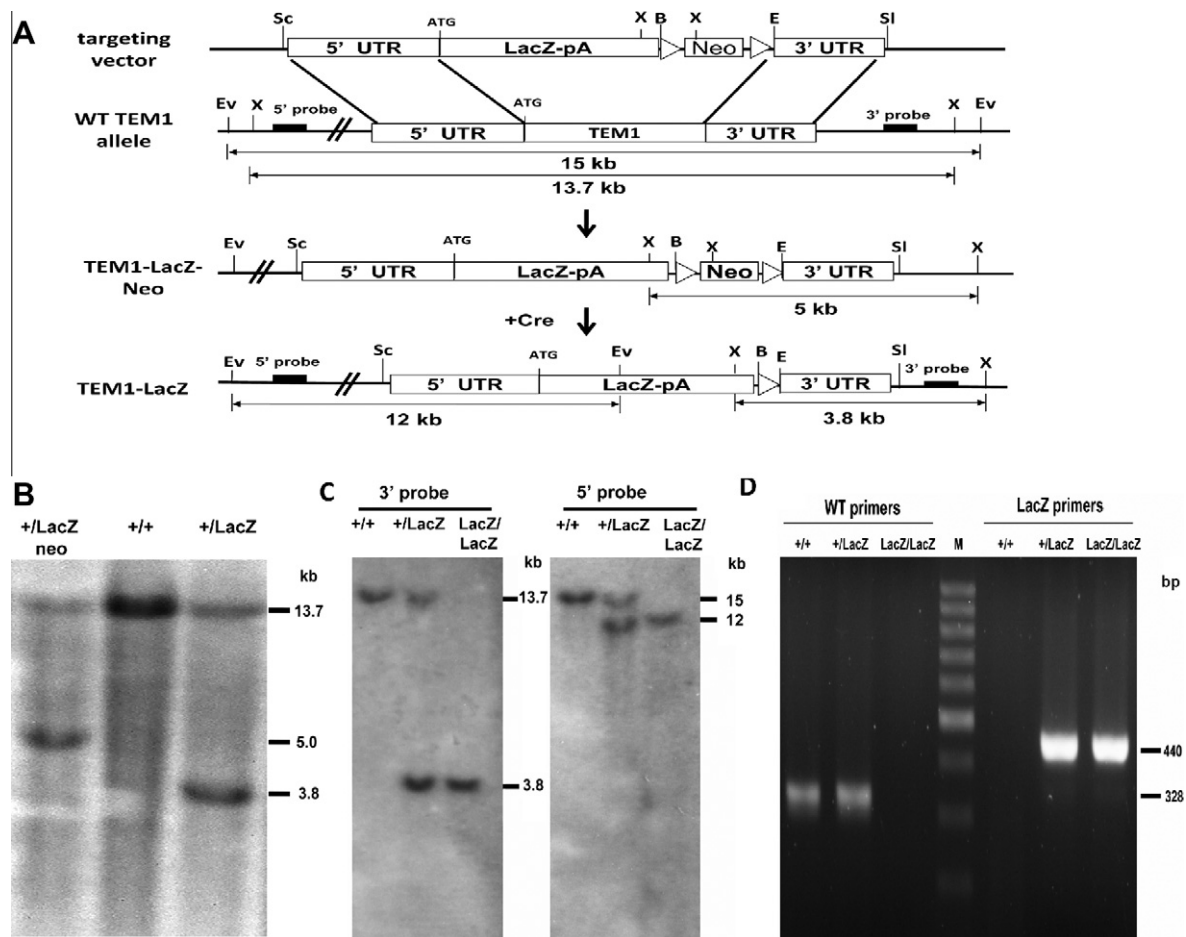 A
targeting
vector
Sc ATG X B X E Sl
5' UTR LacZ-pA Neo 3' UTR
WT TEM1
allele
Ev X 5' probe ATG 3' probe X Ev
5' UTR TEM1 3' UTR
15 kb
13.7 kb
TEM1-LacZ-
Neo
Ev Sc ATG X B X E Sl X
5' UTR LacZ-pA Neo 3' UTR
5 kb
+Cre
TEM1-LacZ
Ev 5' probe Sc ATG Ev X B E Sl 3' probe X
5' UTR LacZ-pA 3' UTR
12 kb 3.8 kb
B
+/LacZ
neo
+/+
+/LacZ
kb
13.7
5.0
3.8
C
3' probe
+/+ +/LacZ LacZ/
LacZ
kb
13.7
3.8
5' probe
+/+ +/LacZ LacZ/
LacZ
kb
15
12
D
WT primers LacZ primers
+/+ +/LacZ LacZ/LacZ M +/+ +/LacZ LacZ/LacZ
bp
440
328